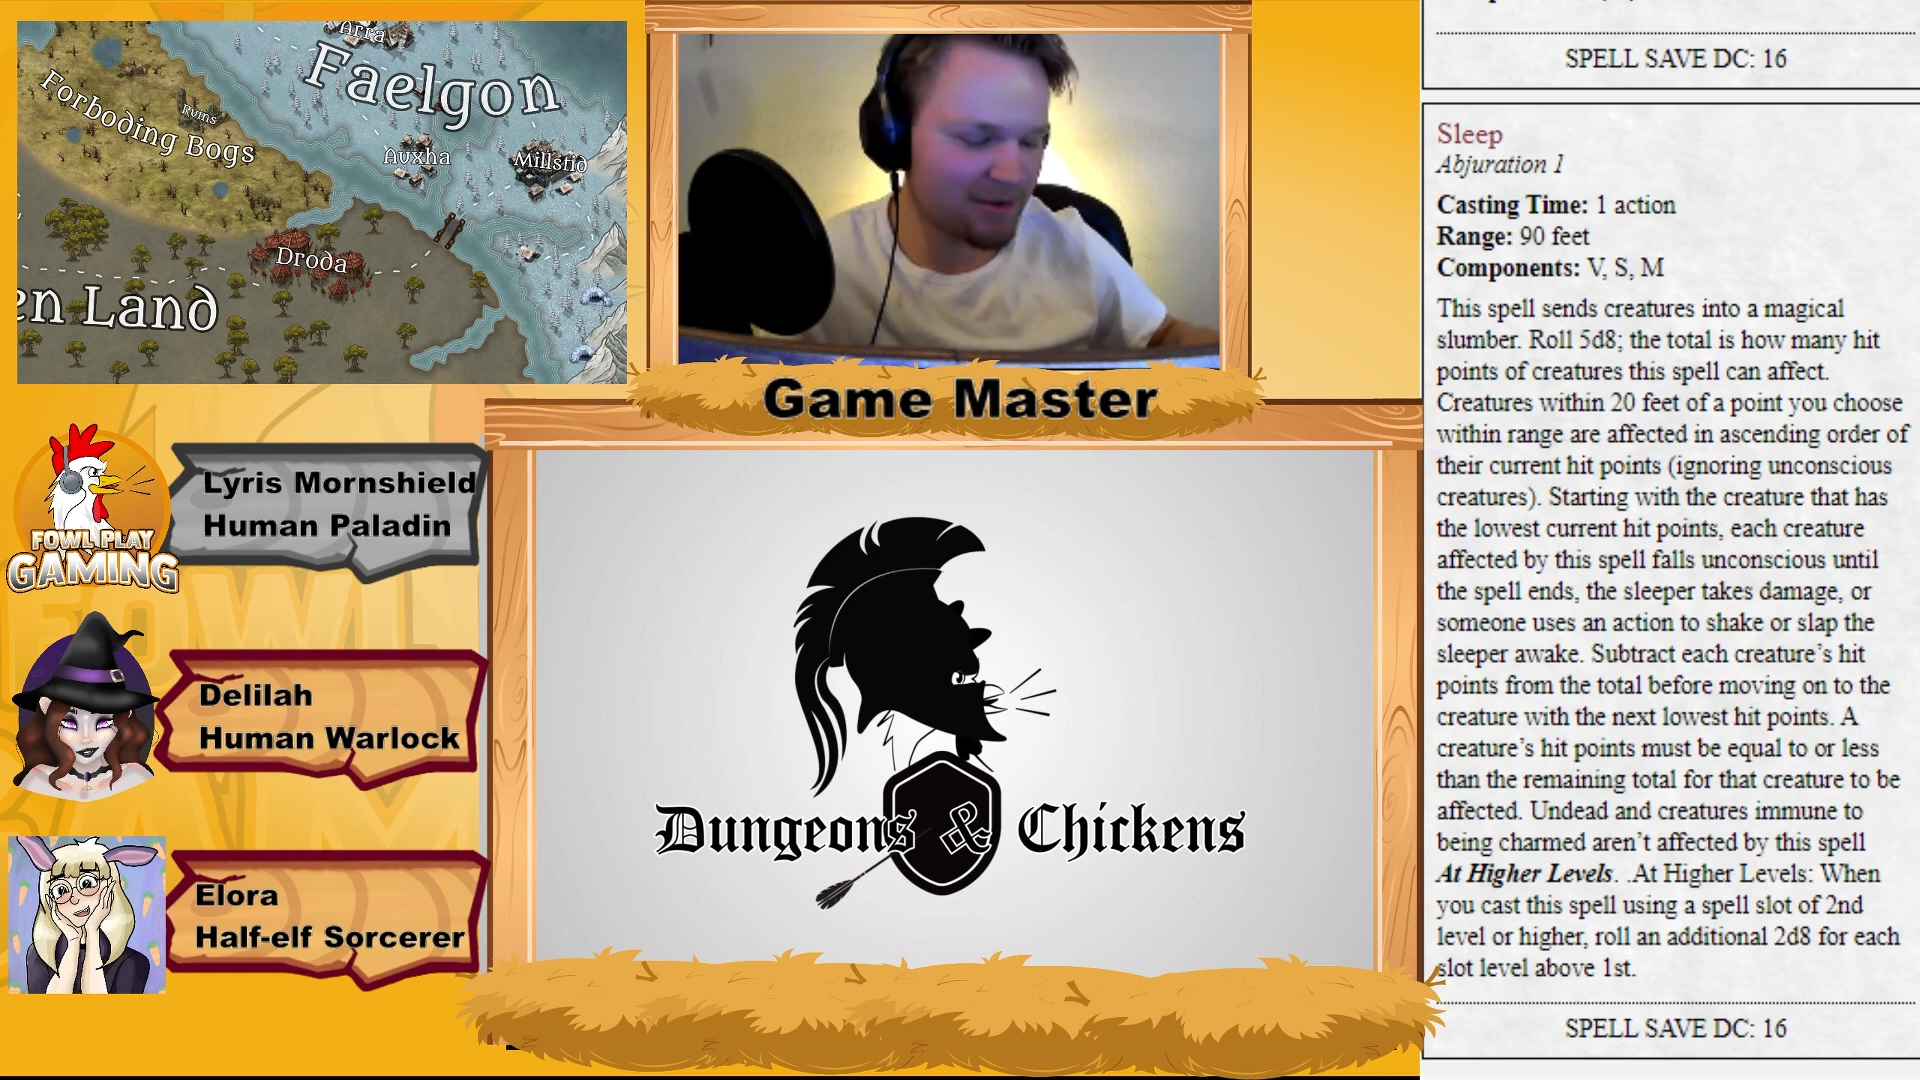 Arra
Faelgon
Forboding Bogs
Ruins
Auxha
Millstid
Droda
en Land
Game Master
FOWL PLAY
GAMING
Lyris Mornshield
Human Paladin
Delilah
Human Warlock
Elora
Half-elf Sorcerer
Dungeons & Chickens
SPELL SAVE DC: 16
Sleep
Abjuration 1
Casting Time: 1 action
Range: 90 feet
Components: V, S, M
This spell sends creatures into a magical
slumber. Roll 5d8; the total is how many hit
points of creatures this spell can affect.
Creatures within 20 feet of a point you choose
within range are affected in ascending order of
their current hit points (ignoring unconscious
creatures). Starting with the creature that has
the lowest current hit points, each creature
affected by this spell falls unconscious until
the spell ends, the sleeper takes damage, or
someone uses an action to shake or slap the
sleeper awake. Subtract each creature’s hit
points from the total before moving on to the
creature with the next lowest hit points. A
creature’s hit points must be equal to or less
than the remaining total for that creature to be
affected. Undead and creatures immune to
being charmed aren’t affected by this spell
At Higher Levels. .At Higher Levels: When
you cast this spell using a spell slot of 2nd
level or higher, roll an additional 2d8 for each
slot level above 1st.
SPELL SAVE DC: 16